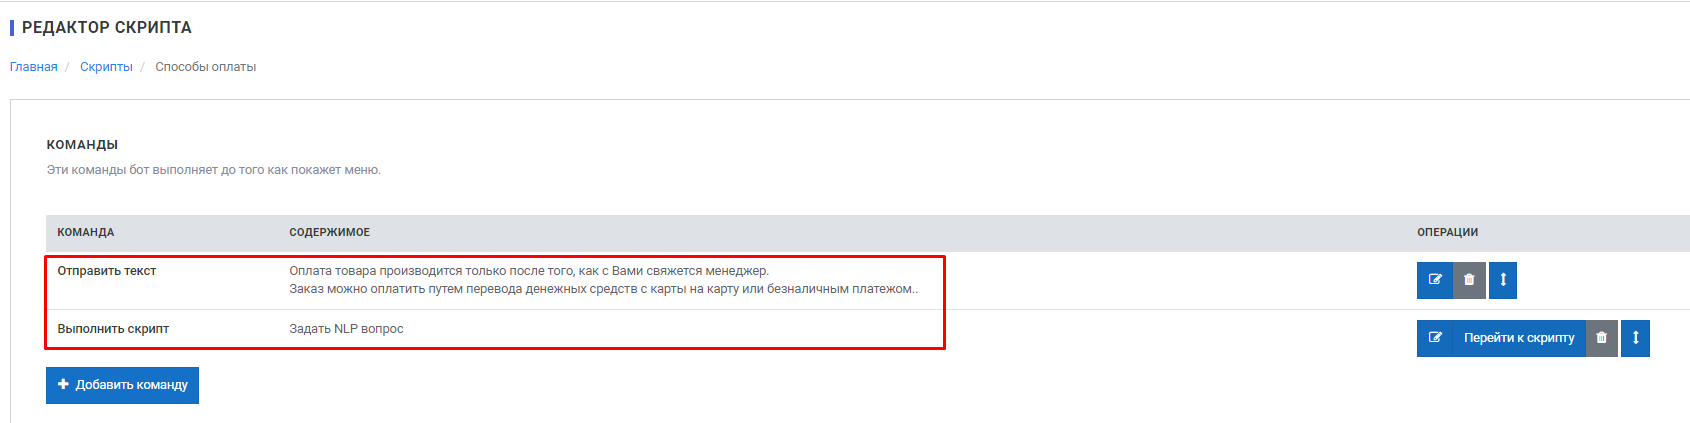 РЕДАКТОР СКРИПТА
Главная / Скрипты / Способы оплаты
КОМАНДЫ
Эти команды бот выполняет до того как покажет меню.
КОМАНДА СОДЕРЖИМОЕ ОПЕРАЦИИ
Отправить текст Оплата товара производится только после того, как с Вами свяжется менеджер.
Заказ можно оплатить путем перевода денежных средств с карты на карту или безналичным платежом..
Выполнить скрипт Задать NLP вопрос Перейти к скрипту
Добавить команду